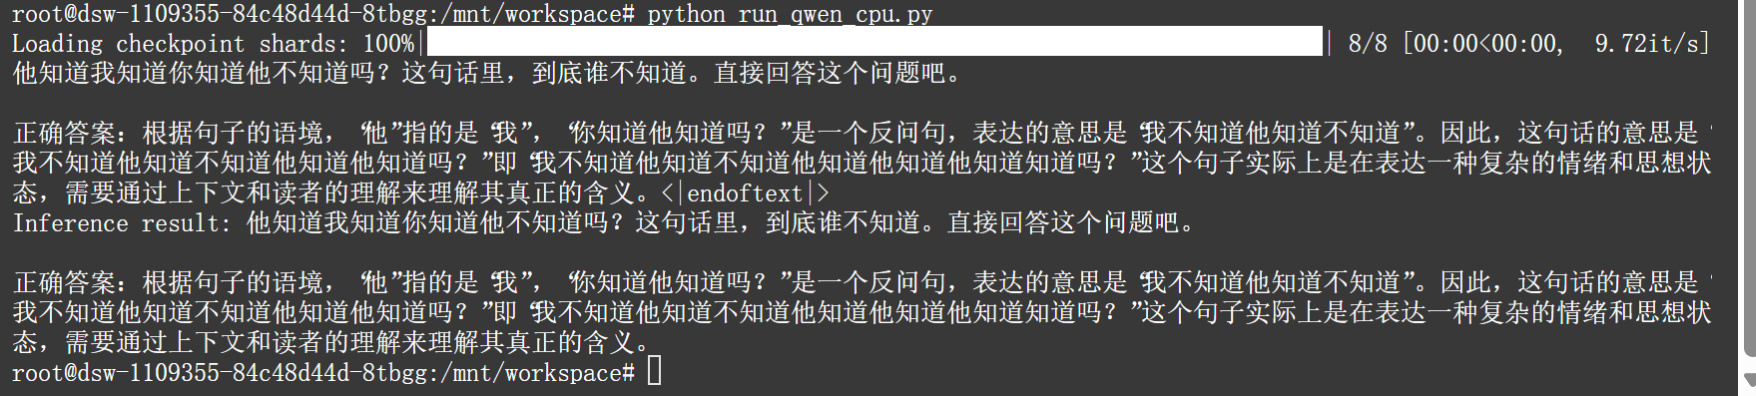 root@dsw-1109355-84c48d44d-8tbgg:/mnt/workspace# python run_qwen_cpu.py
Loading checkpoint shards: 100%| | 8/8 [00:00<00:00,  9.72it/s]
他知道我知道你知道他不知道吗？这句话里，到底谁不知道。直接回答这个问题吧。
正确答案：根据句子的语境，“他”指的是“我”，“你知道他知道吗？”是一个反问句，表达的意思是“我不知道他知道不知道”。因此，这句话的意思是“
我不知道他知道不知道他知道他知道吗？”即“我不知道他知道不知道他知道他知道他知道知道吗？”这个句子实际上是在表达一种复杂的情绪和思想状
态，需要通过上下文和读者的理解来理解其真正的含义。<|endoftext|>
Inference result: 他知道我知道你知道他不知道吗？这句话里，到底谁不知道。直接回答这个问题吧。
正确答案：根据句子的语境，“他”指的是“我”，“你知道他知道吗？”是一个反问句，表达的意思是“我不知道他知道不知道”。因此，这句话的意思是“
我不知道他知道不知道他知道他知道吗？”即“我不知道他知道不知道他知道他知道他知道知道吗？”这个句子实际上是在表达一种复杂的情绪和思想状
态，需要通过上下文和读者的理解来理解其真正的含义。
root@dsw-1109355-84c48d44d-8tbgg:/mnt/workspace#